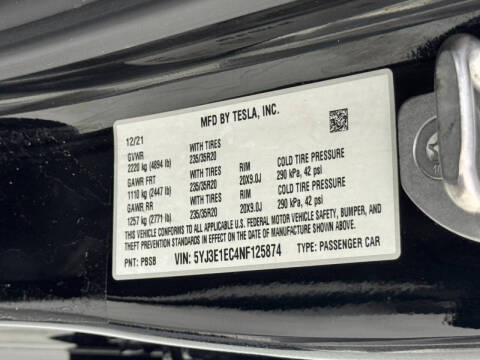 MFD BY TESLA, INC.
12/21
GVWR WITH TIRES
2220 kg (4894 lb) 235/35R20
GAWR FRT WITH TIRES RIM COLD TIRE PRESSURE
1110 kg (2447 lb) 235/35R20 20X9.0J 290 kPa, 42 psi
GAWR RR WITH TIRES RIM COLD TIRE PRESSURE
1257 kg (2771 lb) 235/35R20 20X9.0J 290 kPa, 42 psi
THIS VEHICLE CONFORMS TO ALL APPLICABLE U.S. FEDERAL MOTOR VEHICLE SAFETY, BUMPER, AND
THEFT PREVENTION STANDARDS IN EFFECT ON THE DATE OF MANUFACTURE SHOWN ABOVE.
PNT: PBSB VIN: 5YJ3E1EC4NF125874 TYPE: PASSENGER CAR